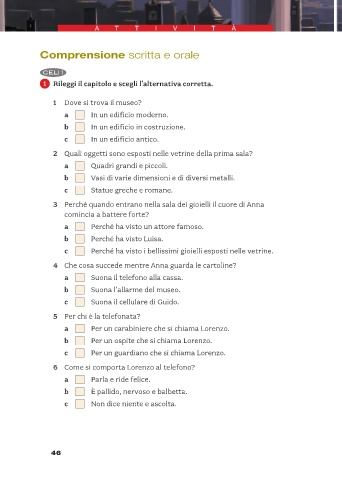 ATTIVITÀ
Comprensione scritta e orale
CELI 1
1 Rileggi il capitolo e scegli l'alternativa corretta.
1 Dove si trova il museo?
a In un edificio moderno.
b In un edificio in costruzione.
c In un edificio antico.
2 Quali oggetti sono esposti nelle vetrine della prima sala?
a Quadri grandi e piccoli.
b Vasi di varie dimensioni e di diversi metalli.
c Statue greche e romane.
3 Perché quando entrano nella sala dei gioielli il cuore di Anna
comincia a battere forte?
a Perché ha visto un attore famoso.
b Perché ha visto Luisa.
c Perché ha visto i bellissimi gioielli esposti nelle vetrine.
4 Che cosa succede mentre Anna guarda le cartoline?
a Suona il telefono alla cassa.
b Suona l'allarme del museo.
c Suona il cellulare di Guido.
5 Per chi è la telefonata?
a Per un carabiniere che si chiama Lorenzo.
b Per un ospite che si chiama Lorenzo.
c Per un guardiano che si chiama Lorenzo.
6 Come si comporta Lorenzo al telefono?
a Parla e ride felice.
b È pallido, nervoso e balbetta.
c Non dice niente e ascolta.
46